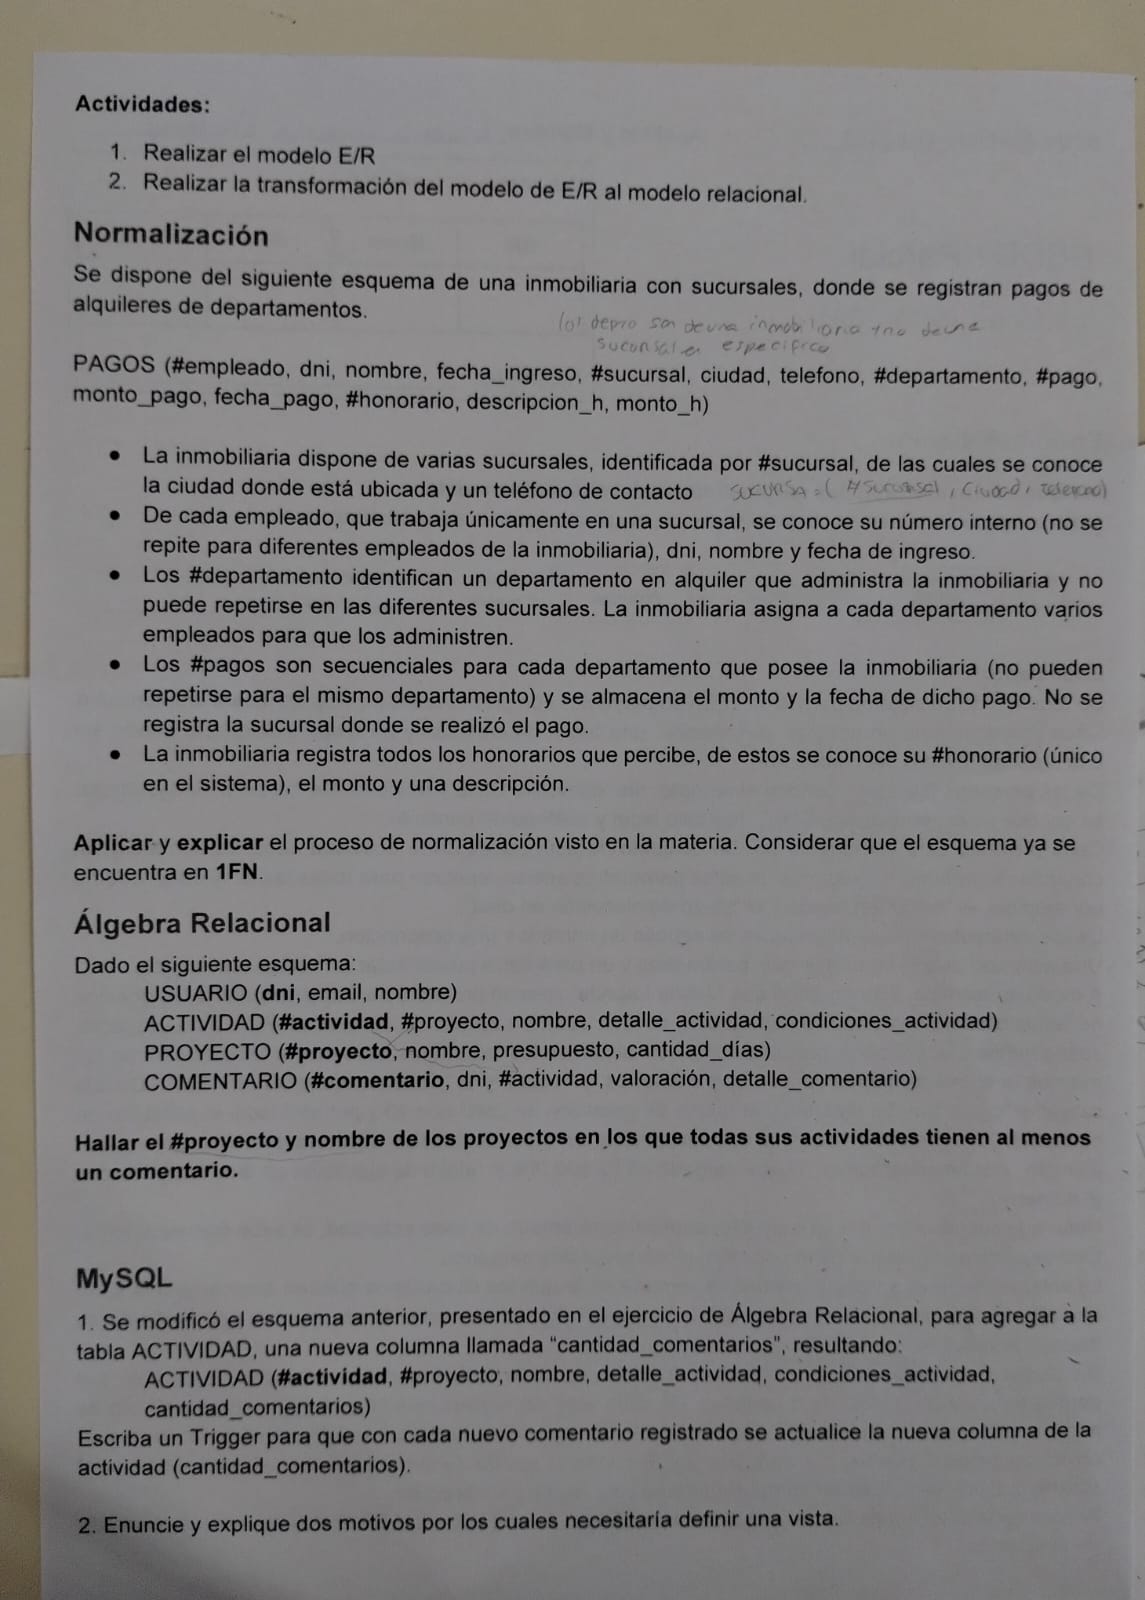 Actividades:
1. Realizar el modelo E/R
2. Realizar la transformación del modelo de E/R al modelo relacional.
Normalización
Se dispone del siguiente esquema de una inmobiliaria con sucursales, donde se registran pagos de
alquileres de departamentos.
son de una inmobiliaria de una
sucursal en especifico
PAGOS (#empleado, dni, nombre, fecha_ingreso, #sucursal, ciudad, telefono, #departamento, #pago,
monto_pago, fecha_pago, #honorario, descripcion_h, monto_h)
● La inmobiliaria dispone de varias sucursales, identificada por #sucursal, de las cuales se conoce
la ciudad donde está ubicada y un teléfono de contacto
SUCURSA = ( #sucursal, ciudad, telefono)
● De cada empleado, que trabaja únicamente en una sucursal, se conoce su número interno (no se
repite para diferentes empleados de la inmobiliaria), dni, nombre y fecha de ingreso.
● Los #departamento identifican un departamento en alquiler que administra la inmobiliaria y no
puede repetirse en las diferentes sucursales. La inmobiliaria asigna a cada departamento varios
empleados para que los administren.
● Los #pagos son secuenciales para cada departamento que posee la inmobiliaria (no pueden
repetirse para el mismo departamento) y se almacena el monto y la fecha de dicho pago. No se
registra la sucursal donde se realizó el pago.
● La inmobiliaria registra todos los honorarios que percibe, de estos se conoce su #honorario (único
en el sistema), el monto y una descripción.
Aplicar y explicar el proceso de normalización visto en la materia. Considerar que el esquema ya se
encuentra en 1FN.
Álgebra Relacional
Dado el siguiente esquema:
USUARIO (dni, email, nombre)
ACTIVIDAD (#actividad, #proyecto, nombre, detalle_actividad, condiciones_actividad)
PROYECTO (#proyecto, nombre, presupuesto, cantidad_días)
COMENTARIO (#comentario, dni, #actividad, valoración, detalle_comentario)
Hallar el #proyecto y nombre de los proyectos en los que todas sus actividades tienen al menos
un comentario.
MySQL
1. Se modificó el esquema anterior, presentado en el ejercicio de Álgebra Relacional, para agregar a la
tabla ACTIVIDAD, una nueva columna llamada "cantidad_comentarios", resultando:
ACTIVIDAD (#actividad, #proyecto, nombre, detalle_actividad, condiciones_actividad,
cantidad_comentarios)
Escriba un Trigger para que con cada nuevo comentario registrado se actualice la nueva columna de la
actividad (cantidad_comentarios).
2. Enuncie y explique dos motivos por los cuales necesitaría definir una vista.